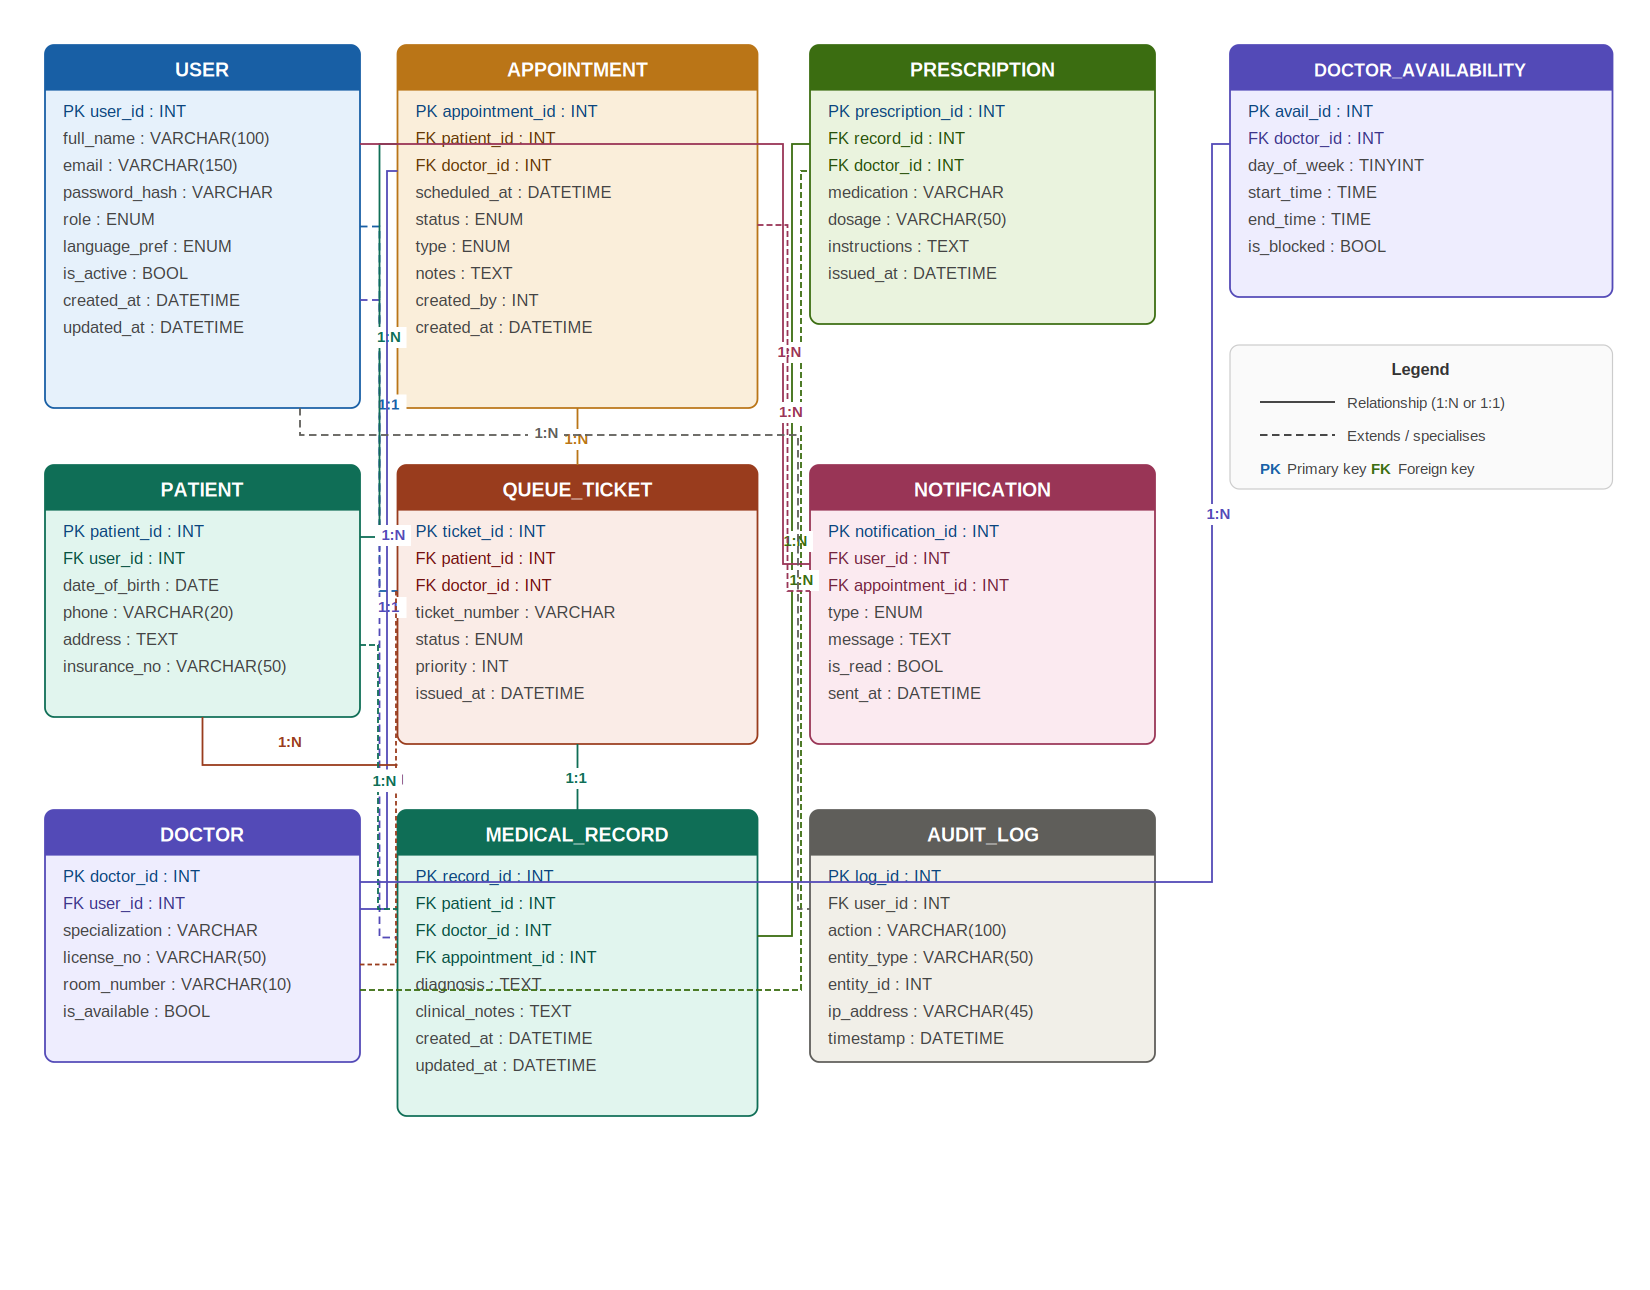 USER
PK user_id : INT
full_name : VARCHAR(100)
email : VARCHAR(150)
password_hash : VARCHAR
role : ENUM
language_pref : ENUM
is_active : BOOL
created_at : DATETIME
updated_at : DATETIME
APPOINTMENT
PK appointment_id : INT
FK patient_id : INT
FK doctor_id : INT
scheduled_at : DATETIME
status : ENUM
type : ENUM
notes : TEXT
created_by : INT
created_at : DATETIME
PRESCRIPTION
PK prescription_id : INT
FK record_id : INT
FK doctor_id : INT
medication : VARCHAR
dosage : VARCHAR(50)
instructions : TEXT
issued_at : DATETIME
DOCTOR_AVAILABILITY
PK avail_id : INT
FK doctor_id : INT
day_of_week : TINYINT
start_time : TIME
end_time : TIME
is_blocked : BOOL
Legend
Relationship (1:N or 1:1)
Extends / specialises
PK Primary key FK Foreign key
1:N
1:1
1:N
1:N
1:N
1:N
PATIENT
PK patient_id : INT
FK user_id : INT
date_of_birth : DATE
phone : VARCHAR(20)
address : TEXT
insurance_no : VARCHAR(50)
1:N
1:1
QUEUE_TICKET
PK ticket_id : INT
FK patient_id : INT
FK doctor_id : INT
ticket_number : VARCHAR
status : ENUM
priority : INT
issued_at : DATETIME
1:N
1:N
NOTIFICATION
PK notification_id : INT
FK user_id : INT
FK appointment_id : INT
type : ENUM
message : TEXT
is_read : BOOL
sent_at : DATETIME
1:N
1:N
1:N
1:1
DOCTOR
PK doctor_id : INT
FK user_id : INT
specialization : VARCHAR
license_no : VARCHAR(50)
room_number : VARCHAR(10)
is_available : BOOL
MEDICAL_RECORD
PK record_id : INT
FK patient_id : INT
FK doctor_id : INT
FK appointment_id : INT
diagnosis : TEXT
clinical_notes : TEXT
created_at : DATETIME
updated_at : DATETIME
AUDIT_LOG
PK log_id : INT
FK user_id : INT
action : VARCHAR(100)
entity_type : VARCHAR(50)
entity_id : INT
ip_address : VARCHAR(45)
timestamp : DATETIME